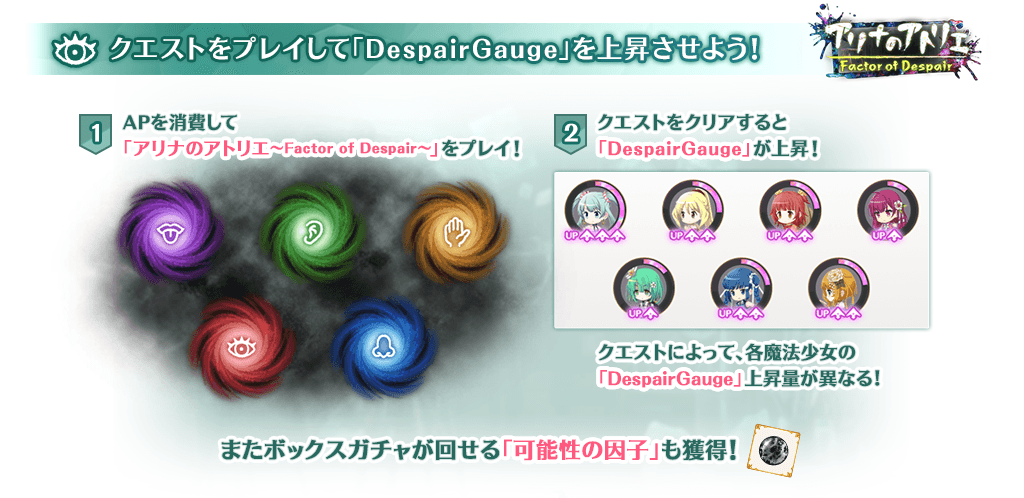 クエストをプレイして「DespairGauge」を上昇させよう!
アリナのアトリエ
Factor of Despair
1
APを消費して
「アリナのアトリエ～Factor of Despair～」をプレイ!
2
クエストをクリアすると
「DespairGauge」が上昇!
UP
UP
UP
UP
UP
UP
UP
クエストによって、各魔法少女の
「DespairGauge」上昇量が異なる!
またボックスガチャが回せる「可能性の因子」も獲得!